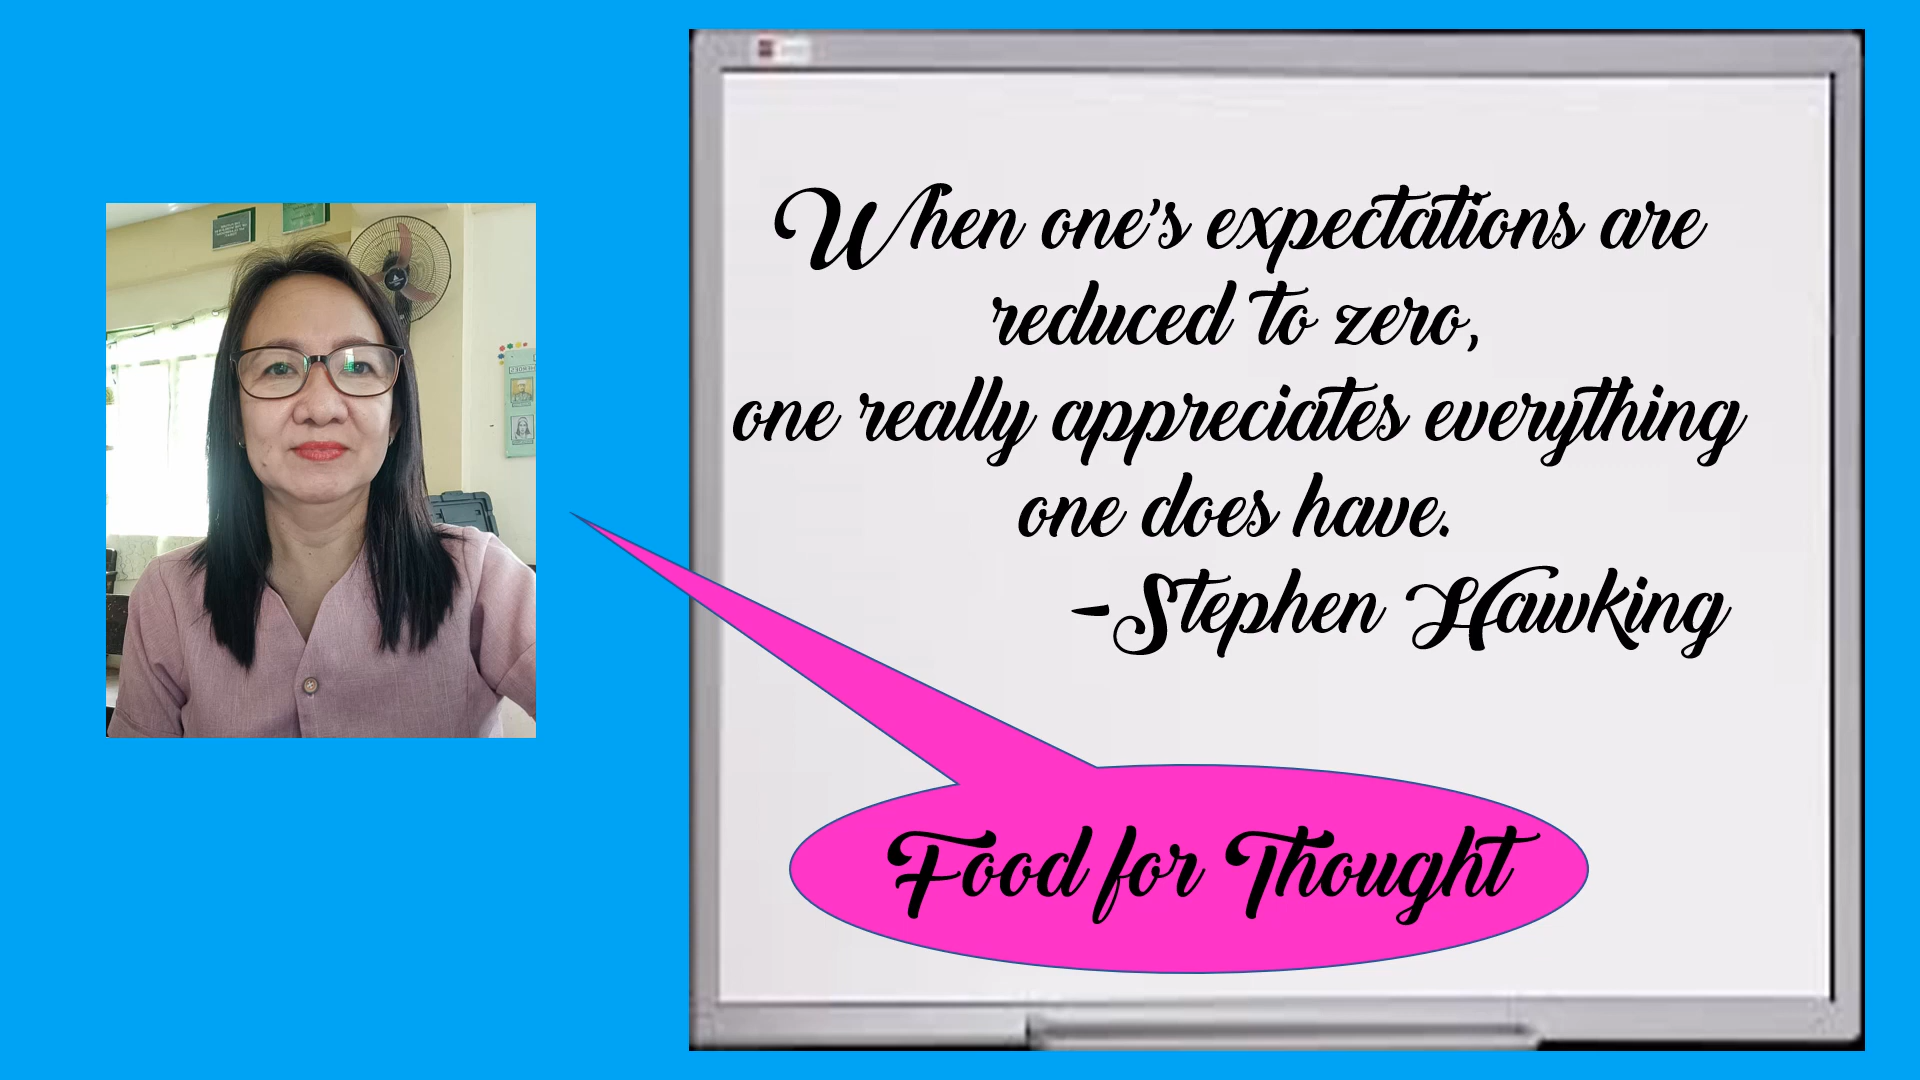 When one's expectations are
reduced to zero,
one really appreciates everything
one does have.
-Stephen Hawking
Food for Thought